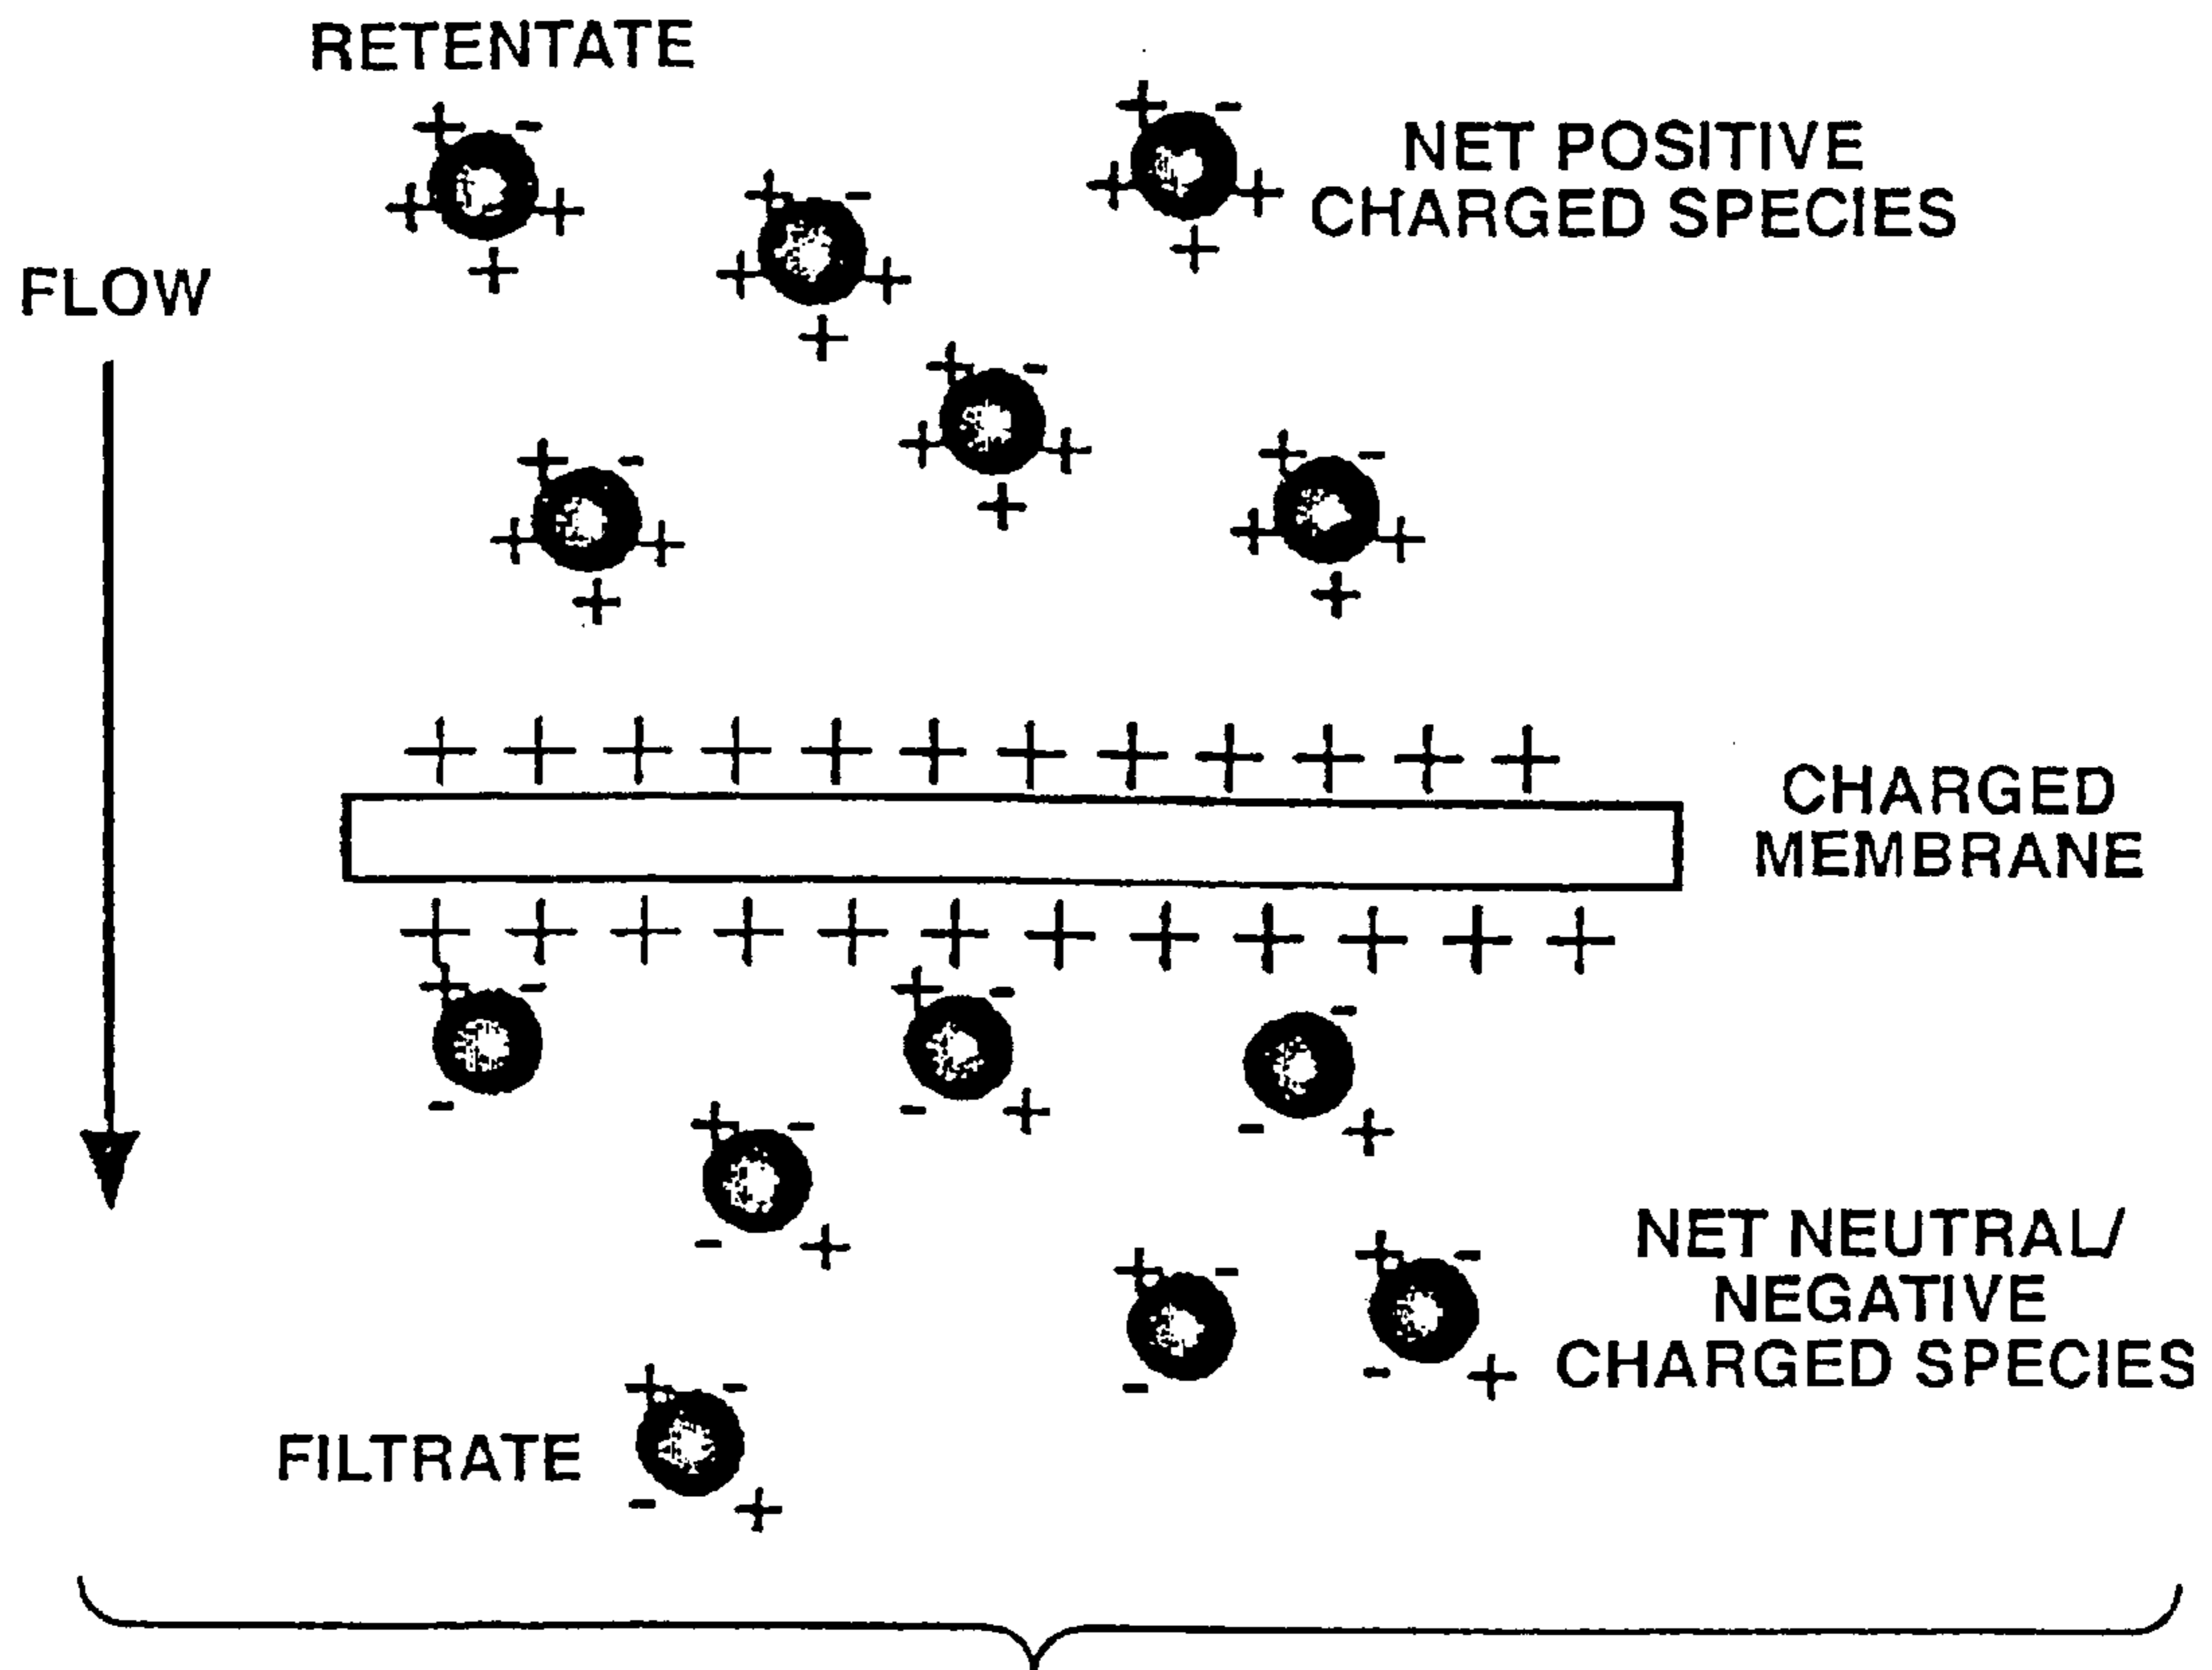 RETENTATE
NET POSITIVE
CHARGED SPECIES
FLOW
CHARGED
MEMBRANE
NET NEUTRAL/
NEGATIVE
CHARGED SPECIES
FILTRATE